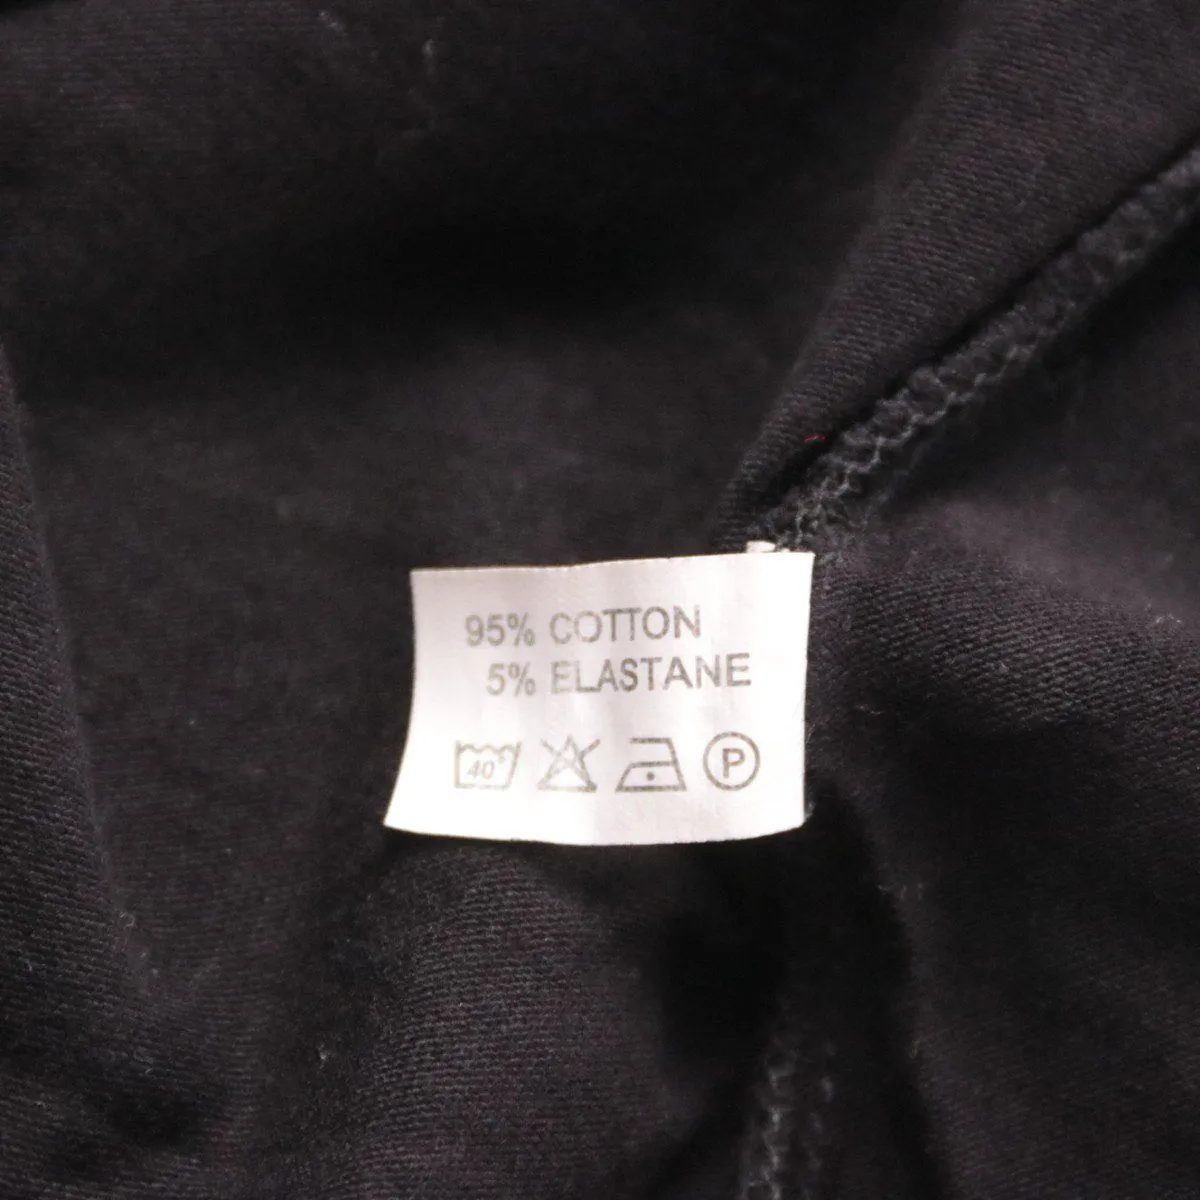 95% COTTON
5% ELASTANE
40° P